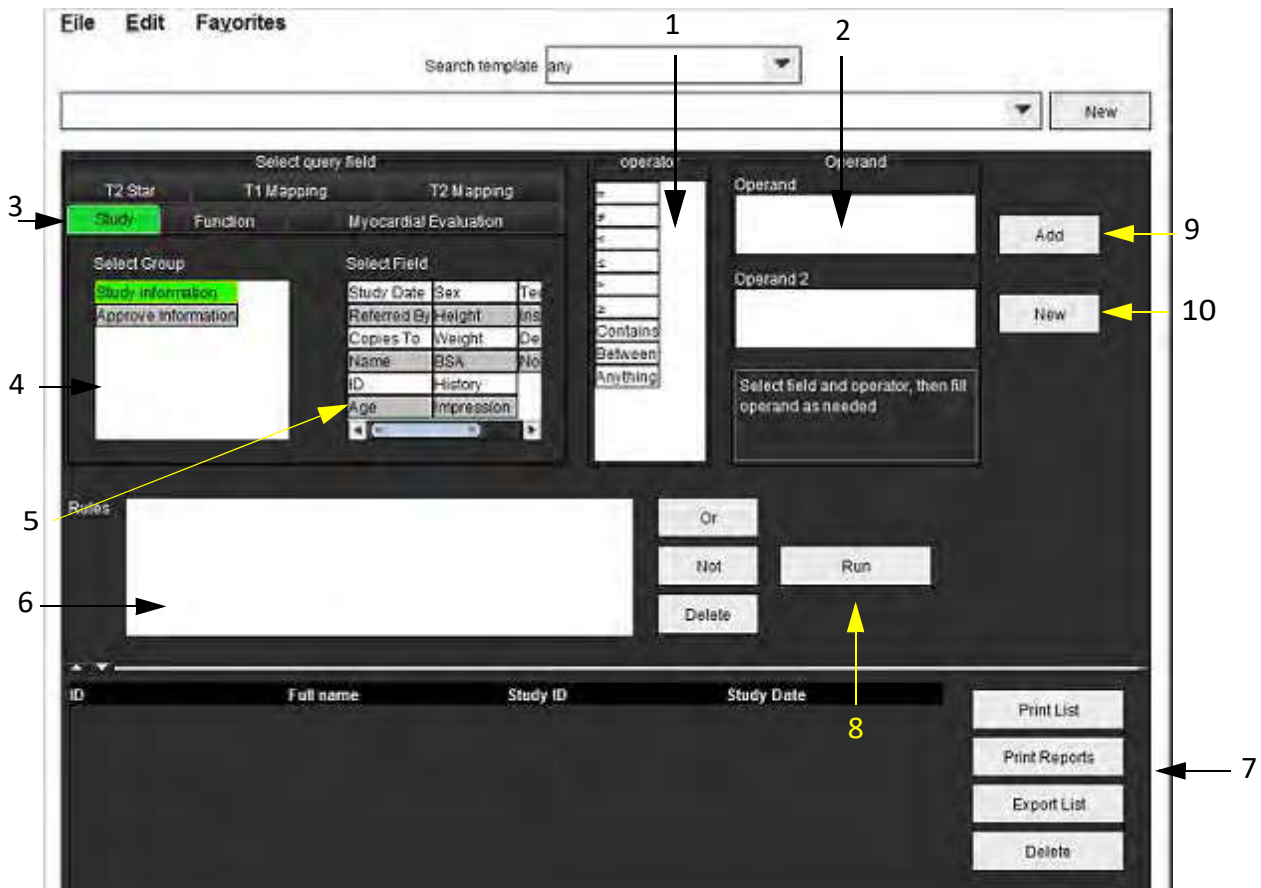 File Edit Favorites
1 2
Search template any
New
Select query field operator Operand
T2 Star T1 Mapping T2 Mapping
Operand
3
Study Function Myocardial Evaluation
Add 9
Select Group Select Field
Operand 2
Study Information Study Date Sex
Approve Information Referred By Height Ins
New 10
Copies To Weight De
Contains
Name BSA No
Between
4
ID History
Anything
Age Impression
Select field and operator, then fill
operand as needed
=
≠
<
≤
>
≥
5
Rules
Or
Not
Run
6
Delete
ID Full name Study ID Study Date
Print List
8
Print Reports
7
Export List
Delete